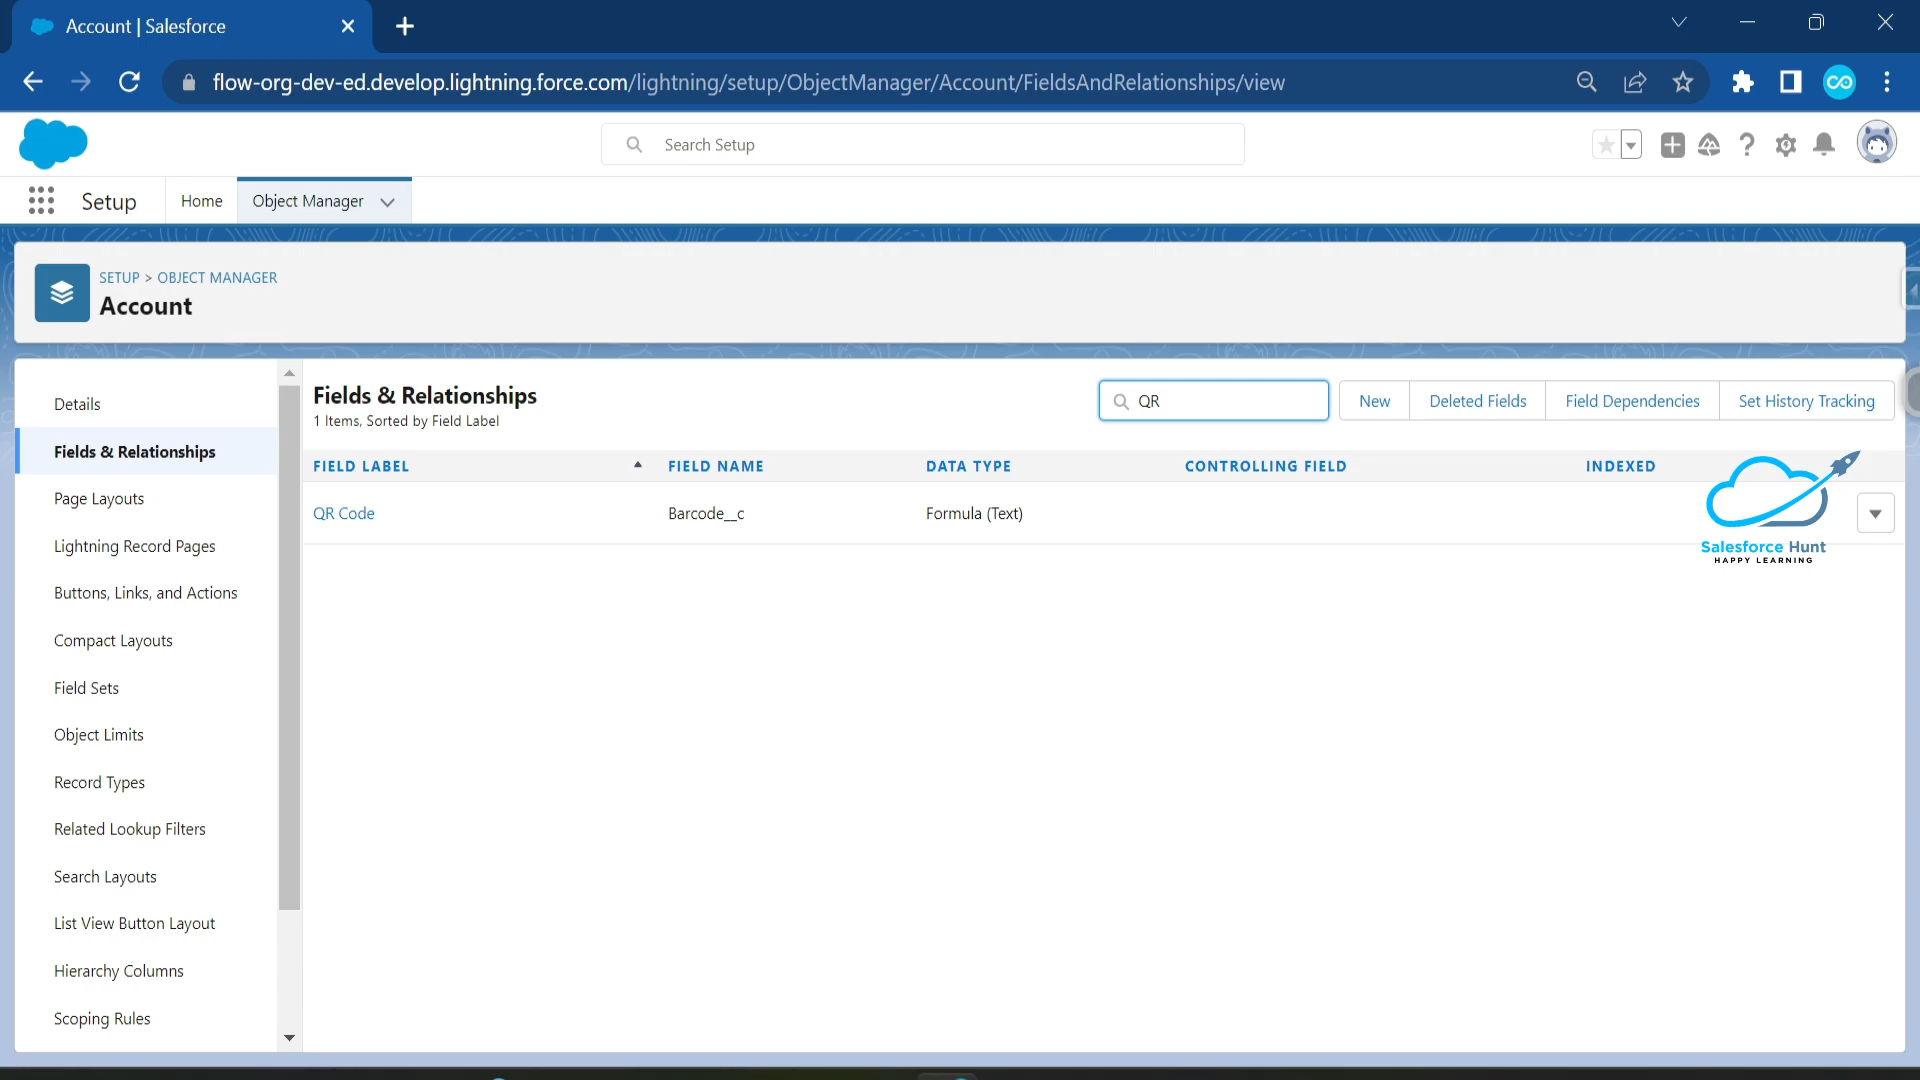 Account | Salesforce
flow-org-dev-ed.develop.lightning.force.com/lightning/setup/ObjectManager/Account/FieldsAndRelationships/view
Search Setup
Setup
Home
Object Manager
SETUP > OBJECT MANAGER
Account
Details
Fields & Relationships
Page Layouts
Lightning Record Pages
Buttons, Links, and Actions
Compact Layouts
Field Sets
Object Limits
Record Types
Related Lookup Filters
Search Layouts
List View Button Layout
Hierarchy Columns
Scoping Rules
Fields & Relationships
1 Items, Sorted by Field Label
QR
New
Deleted Fields
Field Dependencies
Set History Tracking
FIELD LABEL FIELD NAME DATA TYPE CONTROLLING FIELD INDEXED
QR Code Barcode__c Formula (Text)
Salesforce Hunt
HAPPY LEARNING